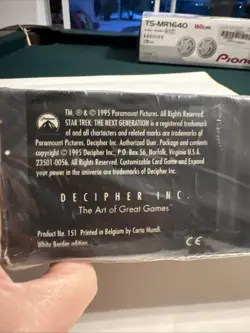 TS-MR1640 160W
Pione
TM, ® & © 1995 Paramount Pictures. All Rights Reserved.
STAR TREK. THE NEXT GENERATION is a registered trademark
of and all characters and related marks are trademarks of
Paramount Pictures. Decipher Inc. Authorized User. Package and contents
copyright © 1995 Decipher Inc., P.O. Box 56, Norfolk, Virginia U.S.A.
23501-0056. All Rights Reserved. Customizable Card Game and Expand
your power in the universe are trademarks of Decipher Inc.
DECIPHER INC.
The Art of Great Games™
Product No. 151 Printed in Belgium by Carta Mundi.
White Border edition. CE